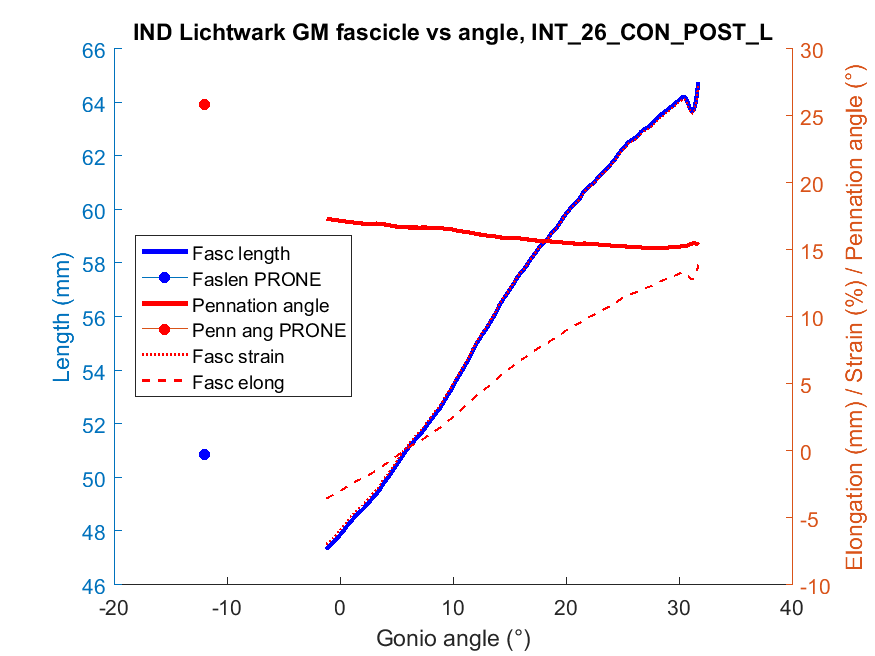 IND Lichtwark GM fascicle vs angle, INT_26_CON_POST_L
66
64
62
60
58
56
54
52
50
48
46
Length (mm)
30
25
20
15
10
5
0
-5
-10
Elongation (mm) / Strain (%) / Pennation angle (°)
Fasc length
Faslen PRONE
Pennation angle
Penn ang PRONE
Fasc strain
Fasc elong
-20 -10 0 10 20 30 40
Gonio angle (°)